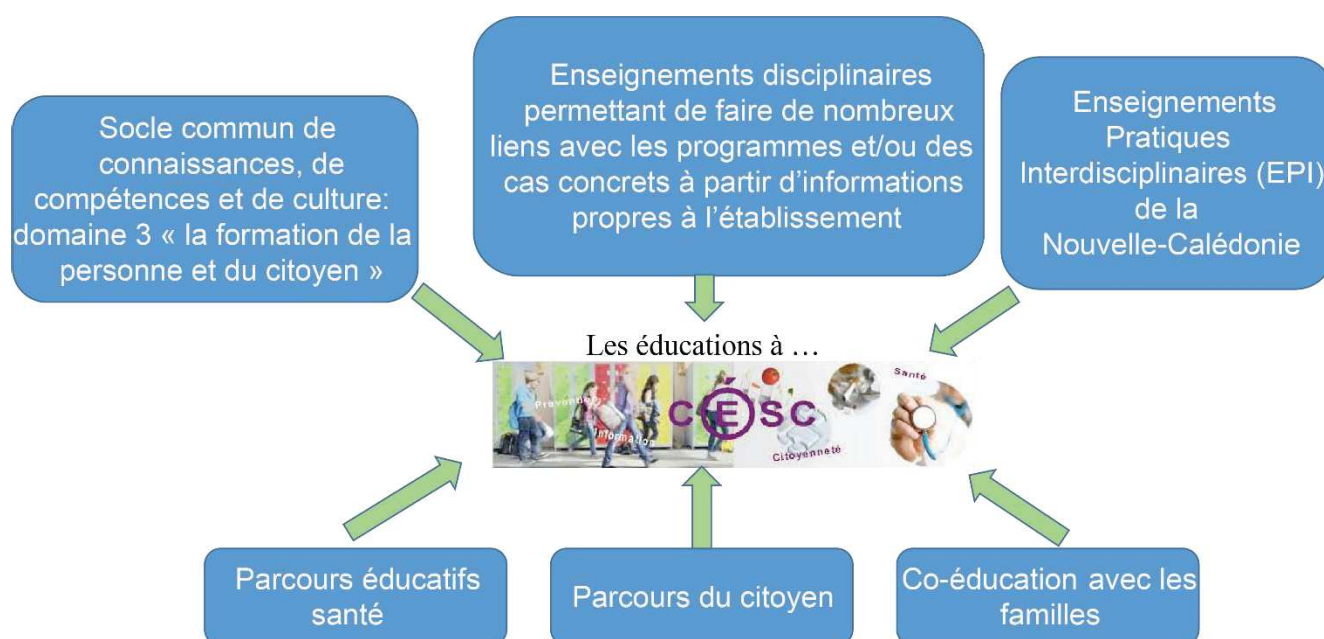 Socle commun de
connaissances, de
compétences et de culture:
domaine 3 « la formation de la
personne et du citoyen »
Enseignements disciplinaires
permettant de faire de nombreux
liens avec les programmes et/ou des
cas concrets à partir d’informations
propres à l’établissement
Enseignements
Pratiques
Interdisciplinaires (EPI)
de la
Nouvelle-Calédonie
Les éducations à …
Prévention
Information
CÉSC
Citoyenneté
Santé
Parcours éducatifs
santé
Parcours du citoyen
Co-éducation avec les
familles